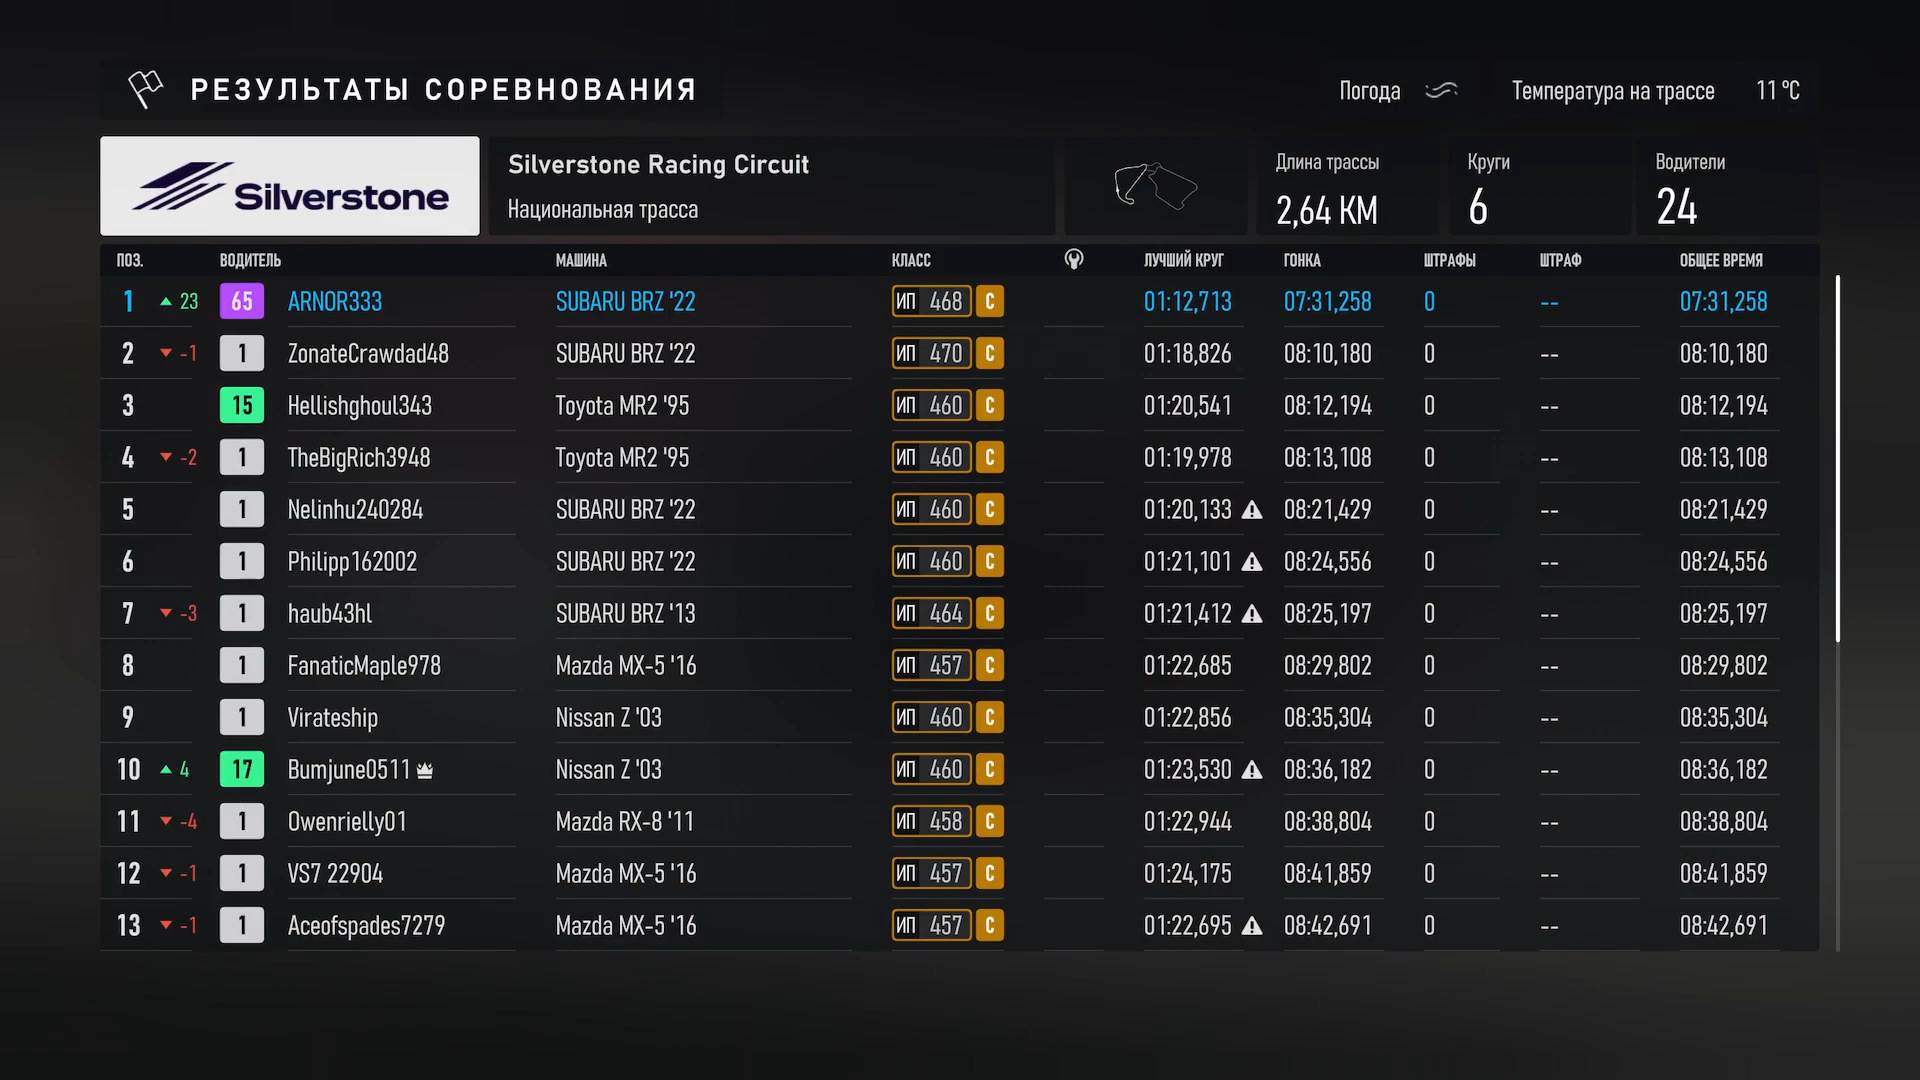 РЕЗУЛЬТАТЫ СОРЕВНОВАНИЯ
Погода Температура на трассе 11 °C
Silverstone
Silverstone Racing Circuit
Национальная трасса
Длина трассы
2,64 КМ
Круги
6
Водители
24
ПОЗ. ВОДИТЕЛЬ МАШИНА КЛАСС ЛУЧШИЙ КРУГ ГОНКА ШТРАФЫ ШТРАФ ОБЩЕЕ ВРЕМЯ
1 23 65 ARNOR333 SUBARU BRZ '22 ИП 468 C 01:12,713 07:31,258 0 -- 07:31,258
2 -1 1 ZonateCrawdad48 SUBARU BRZ '22 ИП 470 C 01:18,826 08:10,180 0 -- 08:10,180
3 15 Hellishghoul343 Toyota MR2 '95 ИП 460 C 01:20,541 08:12,194 0 -- 08:12,194
4 -2 1 TheBigRich3948 Toyota MR2 '95 ИП 460 C 01:19,978 08:13,108 0 -- 08:13,108
5 1 Nelinhu240284 SUBARU BRZ '22 ИП 460 C 01:20,133 08:21,429 0 -- 08:21,429
6 1 Philipp162002 SUBARU BRZ '22 ИП 460 C 01:21,101 08:24,556 0 -- 08:24,556
7 -3 1 haub43hl SUBARU BRZ '13 ИП 464 C 01:21,412 08:25,197 0 -- 08:25,197
8 1 FanaticMaple978 Mazda MX-5 '16 ИП 457 C 01:22,685 08:29,802 0 -- 08:29,802
9 1 Virateship Nissan Z '03 ИП 460 C 01:22,856 08:35,304 0 -- 08:35,304
10 4 17 Bumjune0511 Nissan Z '03 ИП 460 C 01:23,530 08:36,182 0 -- 08:36,182
11 -4 1 Owenrielly01 Mazda RX-8 '11 ИП 458 C 01:22,944 08:38,804 0 -- 08:38,804
12 -1 1 VS7 22904 Mazda MX-5 '16 ИП 457 C 01:24,175 08:41,859 0 -- 08:41,859
13 -1 1 Aceofspades7279 Mazda MX-5 '16 ИП 457 C 01:22,695 08:42,691 0 -- 08:42,691